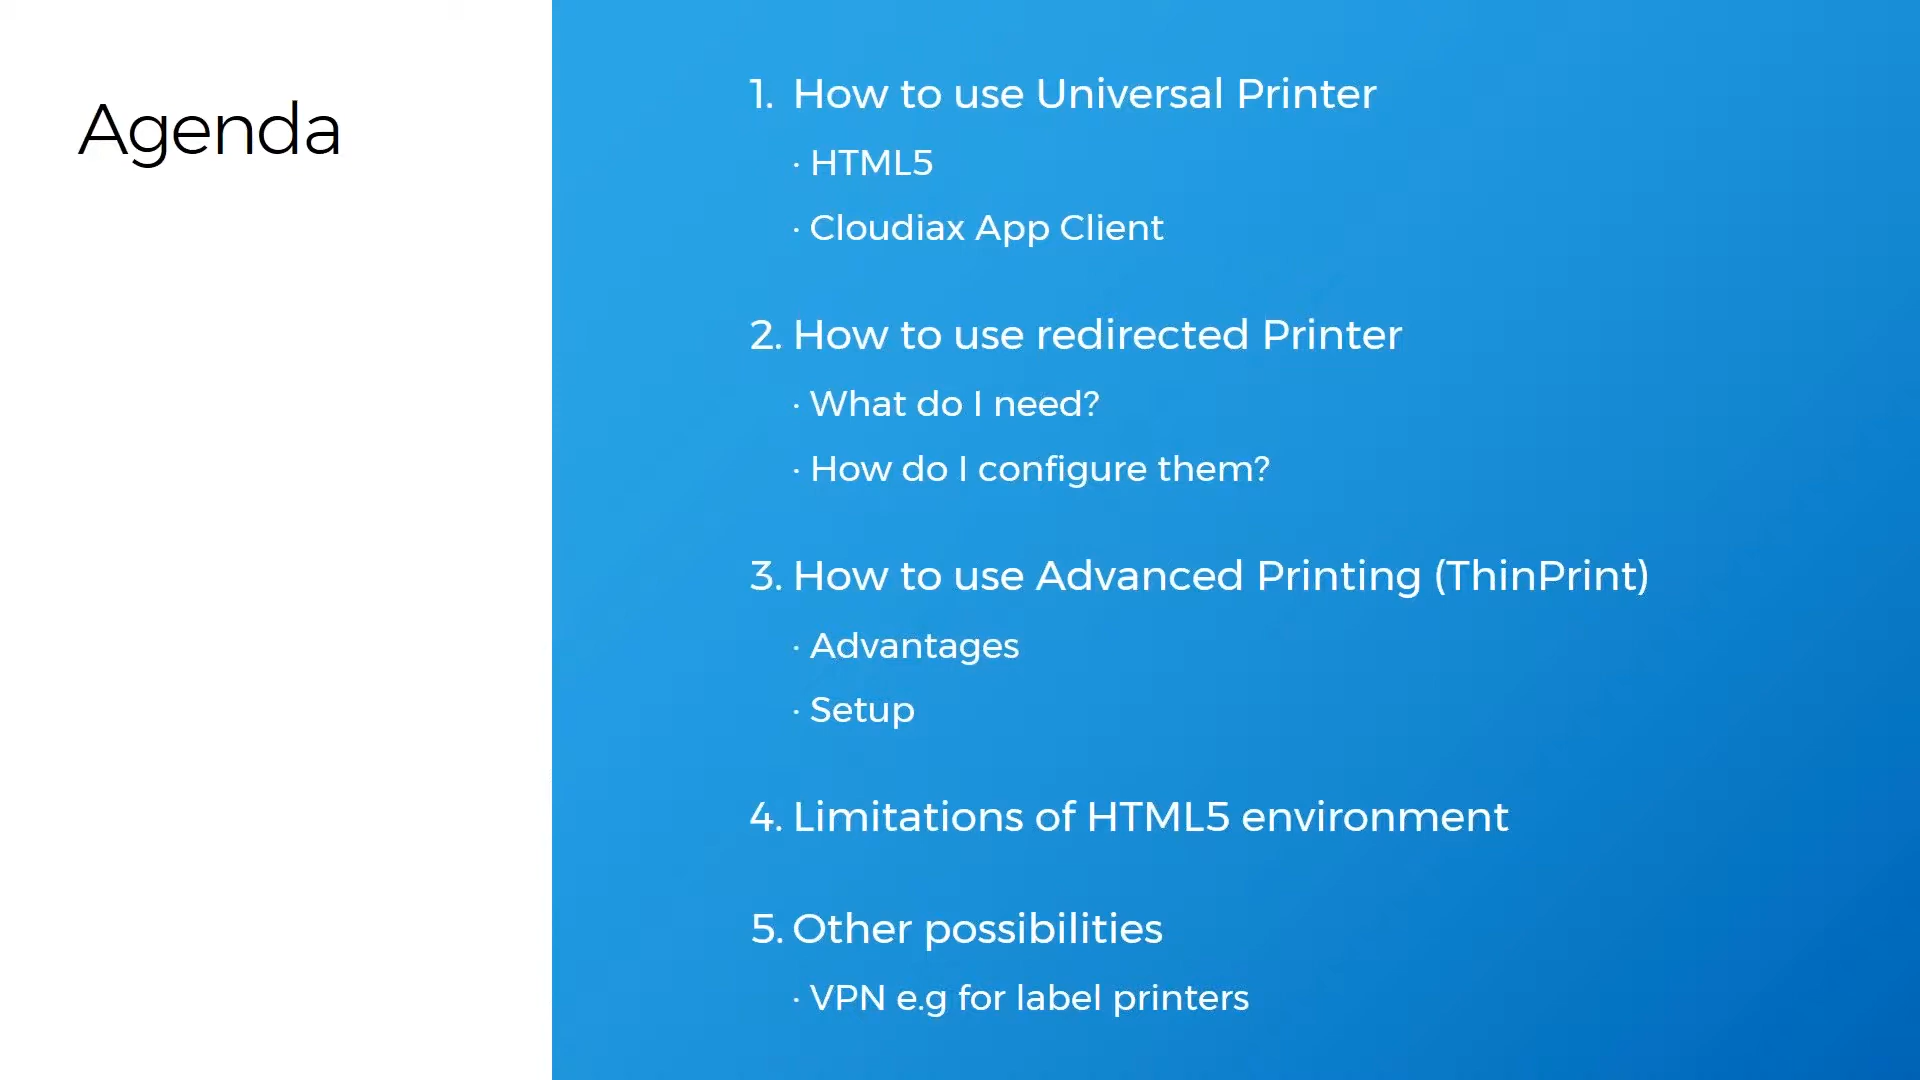 Agenda
1. How to use Universal Printer
· HTML5
· Cloudiax App Client
2. How to use redirected Printer
· What do I need?
· How do I configure them?
3. How to use Advanced Printing (ThinPrint)
· Advantages
· Setup
4. Limitations of HTML5 environment
5. Other possibilities
· VPN e.g for label printers